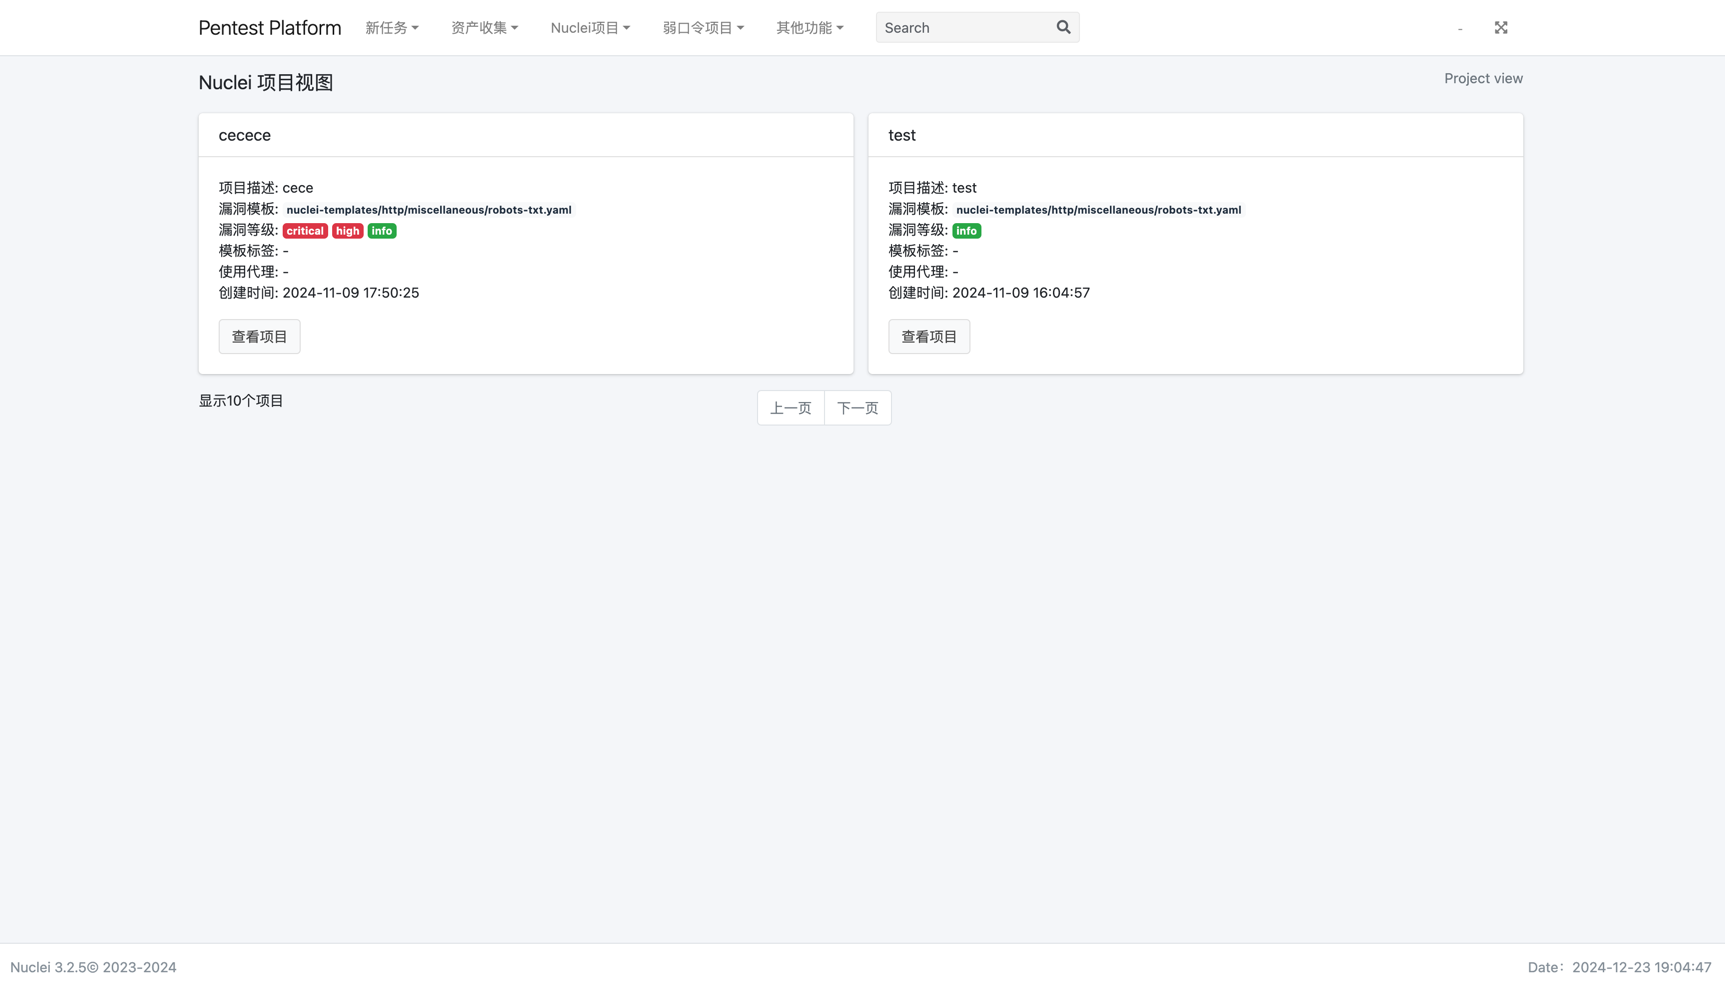 Pentest Platform 新任务 资产收集 Nuclei项目 弱口令项目 其他功能 Search -
Nuclei 项目视图
Project view
cecece
项目描述: cece
漏洞模板: nuclei-templates/http/miscellaneous/robots-txt.yaml
漏洞等级: critical high info
模板标签: -
使用代理: -
创建时间: 2024-11-09 17:50:25
查看项目
test
项目描述: test
漏洞模板: nuclei-templates/http/miscellaneous/robots-txt.yaml
漏洞等级: info
模板标签: -
使用代理: -
创建时间: 2024-11-09 16:04:57
查看项目
显示10个项目
上一页 下一页
Nuclei 3.2.5© 2023-2024
Date：2024-12-23 19:04:47